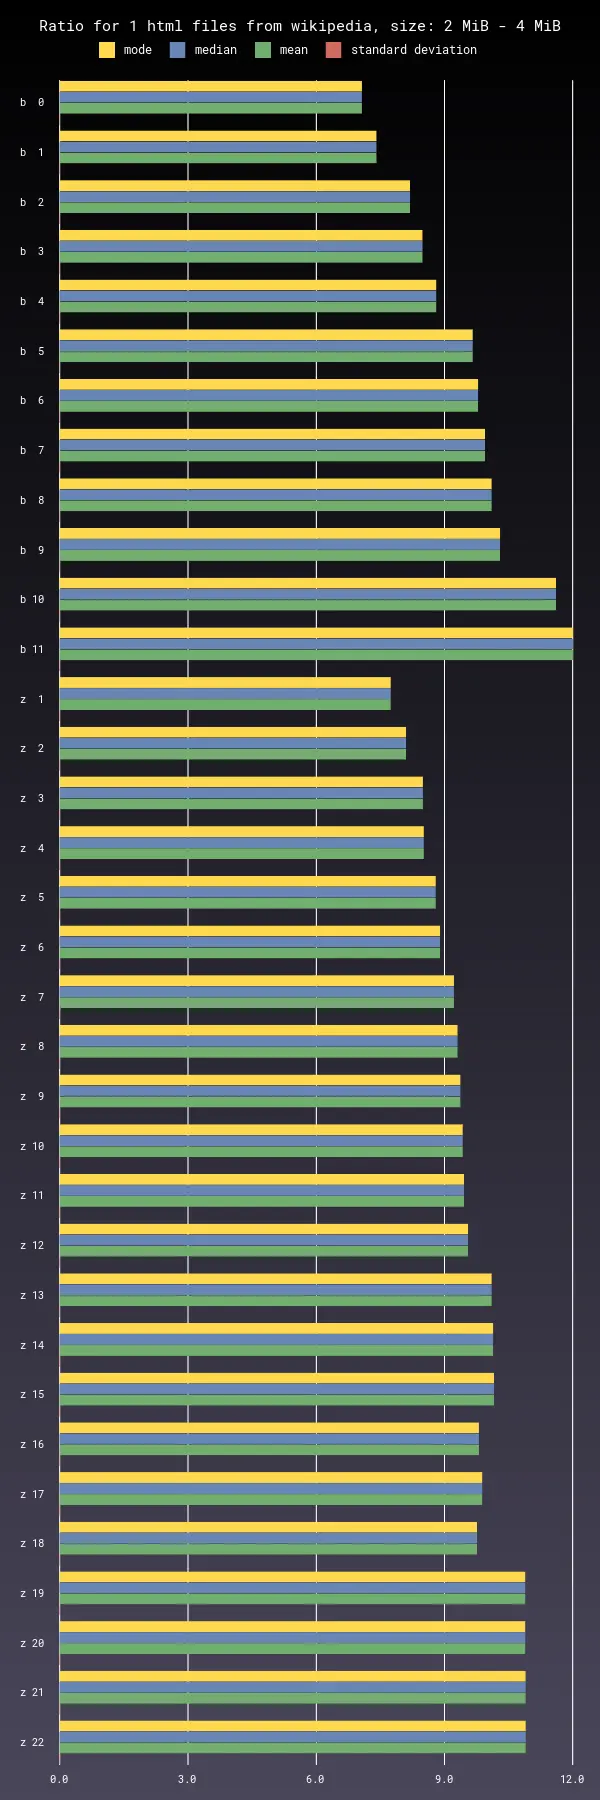 Ratio for 1 html files from wikipedia, size: 2 MiB - 4 MiB
mode median mean standard deviation
b 0
b 1
b 2
b 3
b 4
b 5
b 6
b 7
b 8
b 9
b 10
b 11
z 1
z 2
z 3
z 4
z 5
z 6
z 7
z 8
z 9
z 10
z 11
z 12
z 13
z 14
z 15
z 16
z 17
z 18
z 19
z 20
z 21
z 22
0.0 3.0 6.0 9.0 12.0